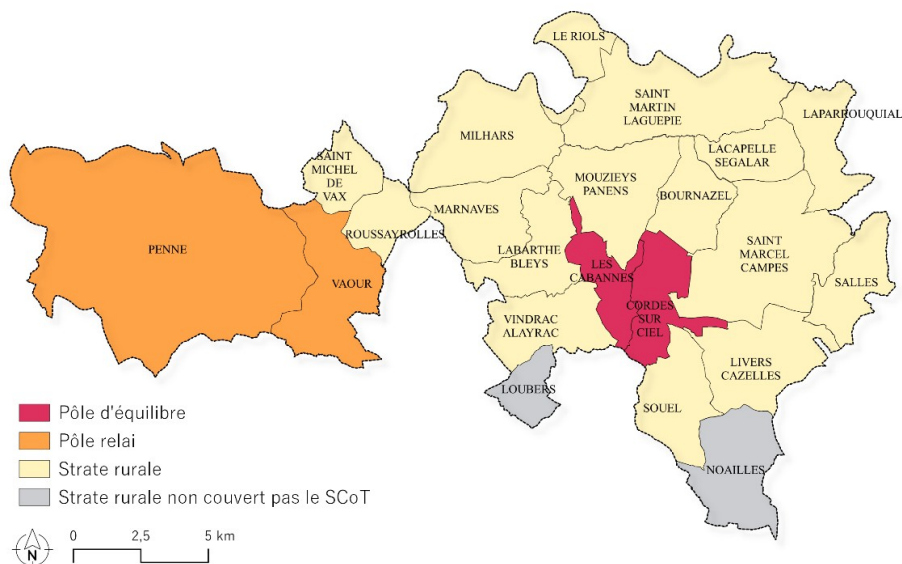 LE RIOLS
SAINT
MARTIN
LAGUEPIE
LAPARROUQUIAL
MILHARS
LACAPELLE
SEGALAR
SAINT
MICHEL
DE
VAX
MOUZIEYS
PANENS
BOURNAZEL
MARNAVES
ROUSSAYROLLES
PENNE
LABARTHE
BLEYS
LES
CABANNES
SAINT
MARCEL
CAMPES
SALLES
VAOUR
CORDES
SUR
CIEL
VINDRAC
ALAYRAC
LIVERS
CAZELLES
LOUBERS
SOUEL
NOAILLES
Pôle d'équilibre
Pôle relai
Strate rurale
Strate rurale non couvert pas le SCoT
N
0 2,5 5 km